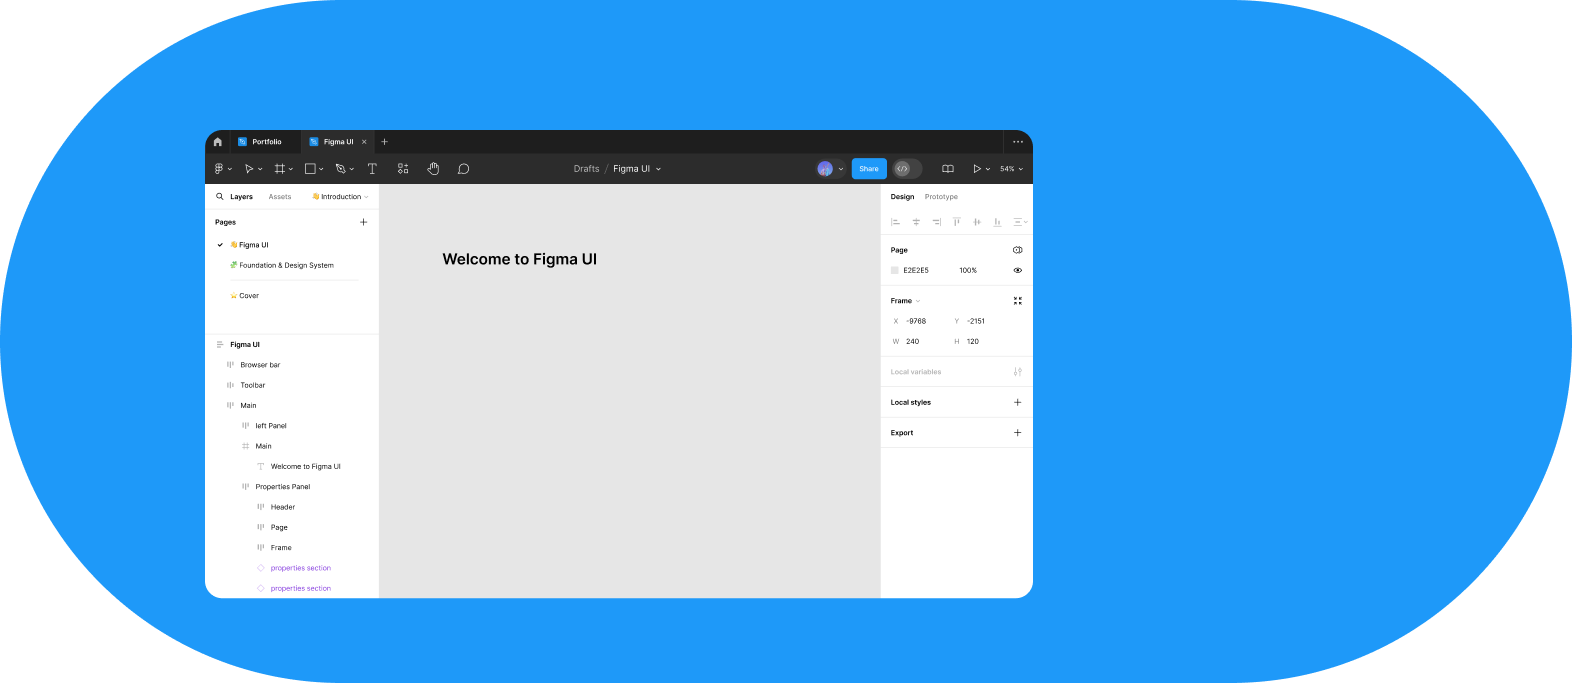 Portfolio
Figma UI
Drafts / Figma UI
Share
54%
Layers
Assets
👋 Introduction
Pages
👋 Figma UI
🧩 Foundation & Design System
⭐ Cover
Figma UI
Browser bar
Toolbar
Main
left Panel
Main
Welcome to Figma UI
Properties Panel
Header
Page
Frame
properties section
properties section
Welcome to Figma UI
Design
Prototype
Page
E2E2E5
100%
Frame
X -9768
Y -2151
W 240
H 120
Local variables
Local styles
Export